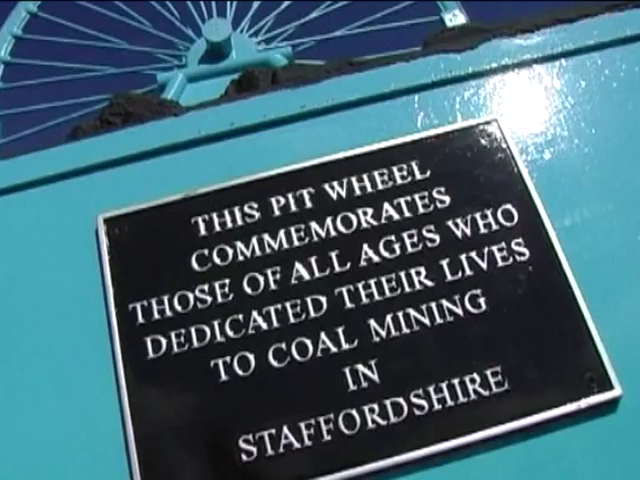 THIS PIT WHEEL
COMMEMORATES
THOSE OF ALL AGES WHO
DEDICATED THEIR LIVES
TO COAL MINING
IN
STAFFORDSHIRE